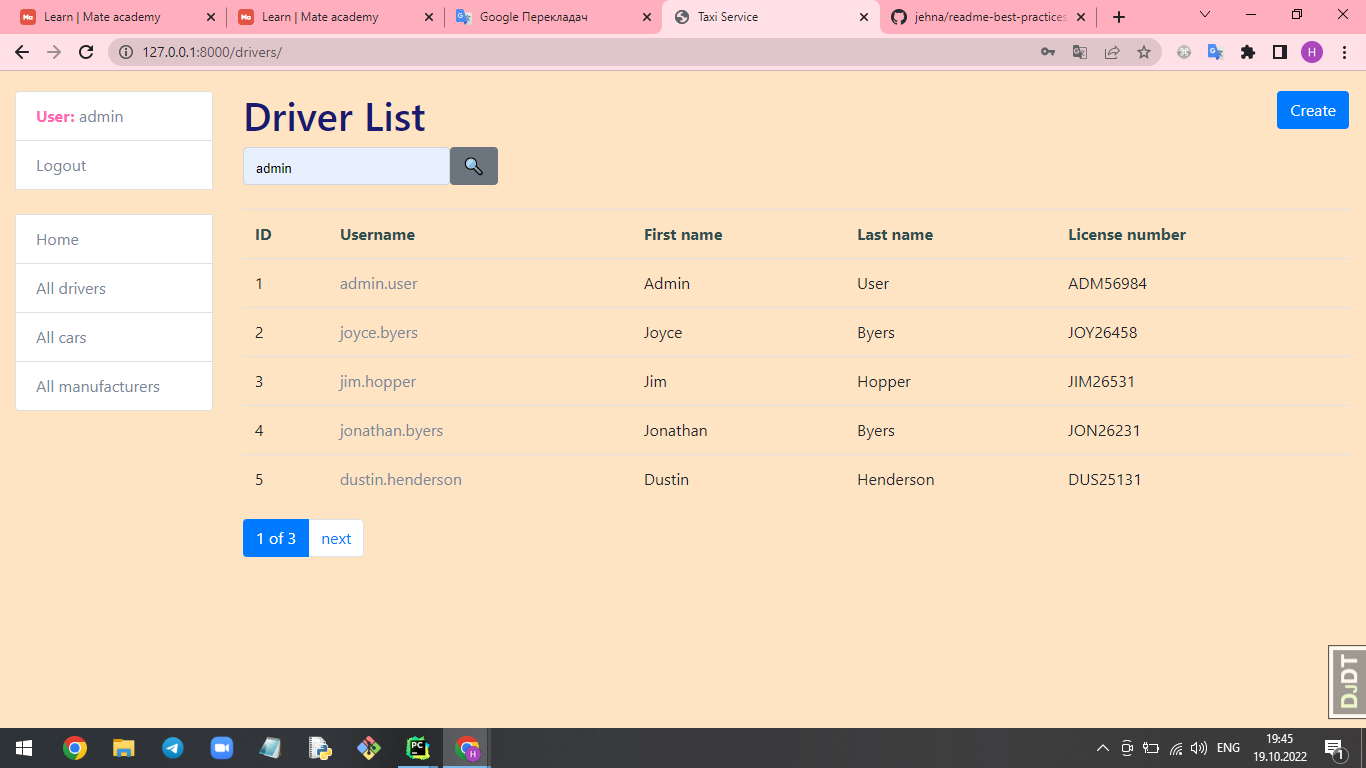 Learn | Mate academy
Learn | Mate academy
Google Перекладач
Taxi Service
jehna/readme-best-practices
127.0.0.1:8000/drivers/
H
User: admin
Logout
Home
All drivers
All cars
All manufacturers
Driver List
Create
admin
ID Username First name Last name License number
1 admin.user Admin User ADM56984
2 joyce.byers Joyce Byers JOY26458
3 jim.hopper Jim Hopper JIM26531
4 jonathan.byers Jonathan Byers JON26231
5 dustin.henderson Dustin Henderson DUS25131
1 of 3 next
DJDT
PC
H
ENG
19:45
19.10.2022
1